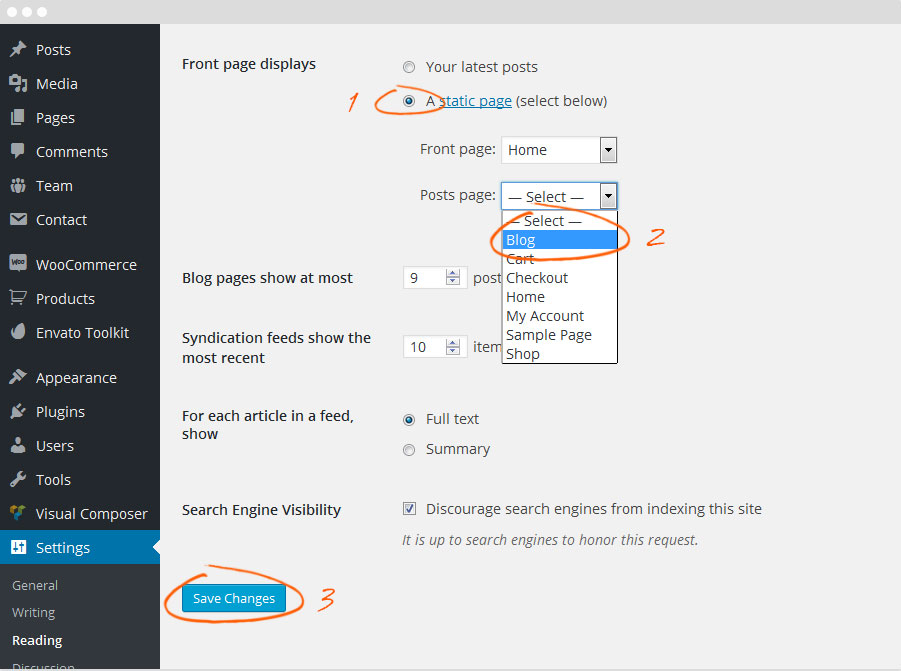 Posts
Media
Pages
Comments
Team
Contact
WOO WooCommerce
Products
Envato Toolkit
Appearance
Plugins
Users
Tools
Visual Composer
Settings
General
Writing
Reading
Discussion
Front page displays
Your latest posts
1
A static page (select below)
Front page: Home
Posts page: — Select —
— Select —
Blog
2
Cart
Checkout
Home
My Account
Sample Page
Shop
Blog pages show at most
9 post
Syndication feeds show the
most recent
10 item
For each article in a feed,
show
Full text
Summary
Search Engine Visibility
Discourage search engines from indexing this site
It is up to search engines to honor this request.
Save Changes
3